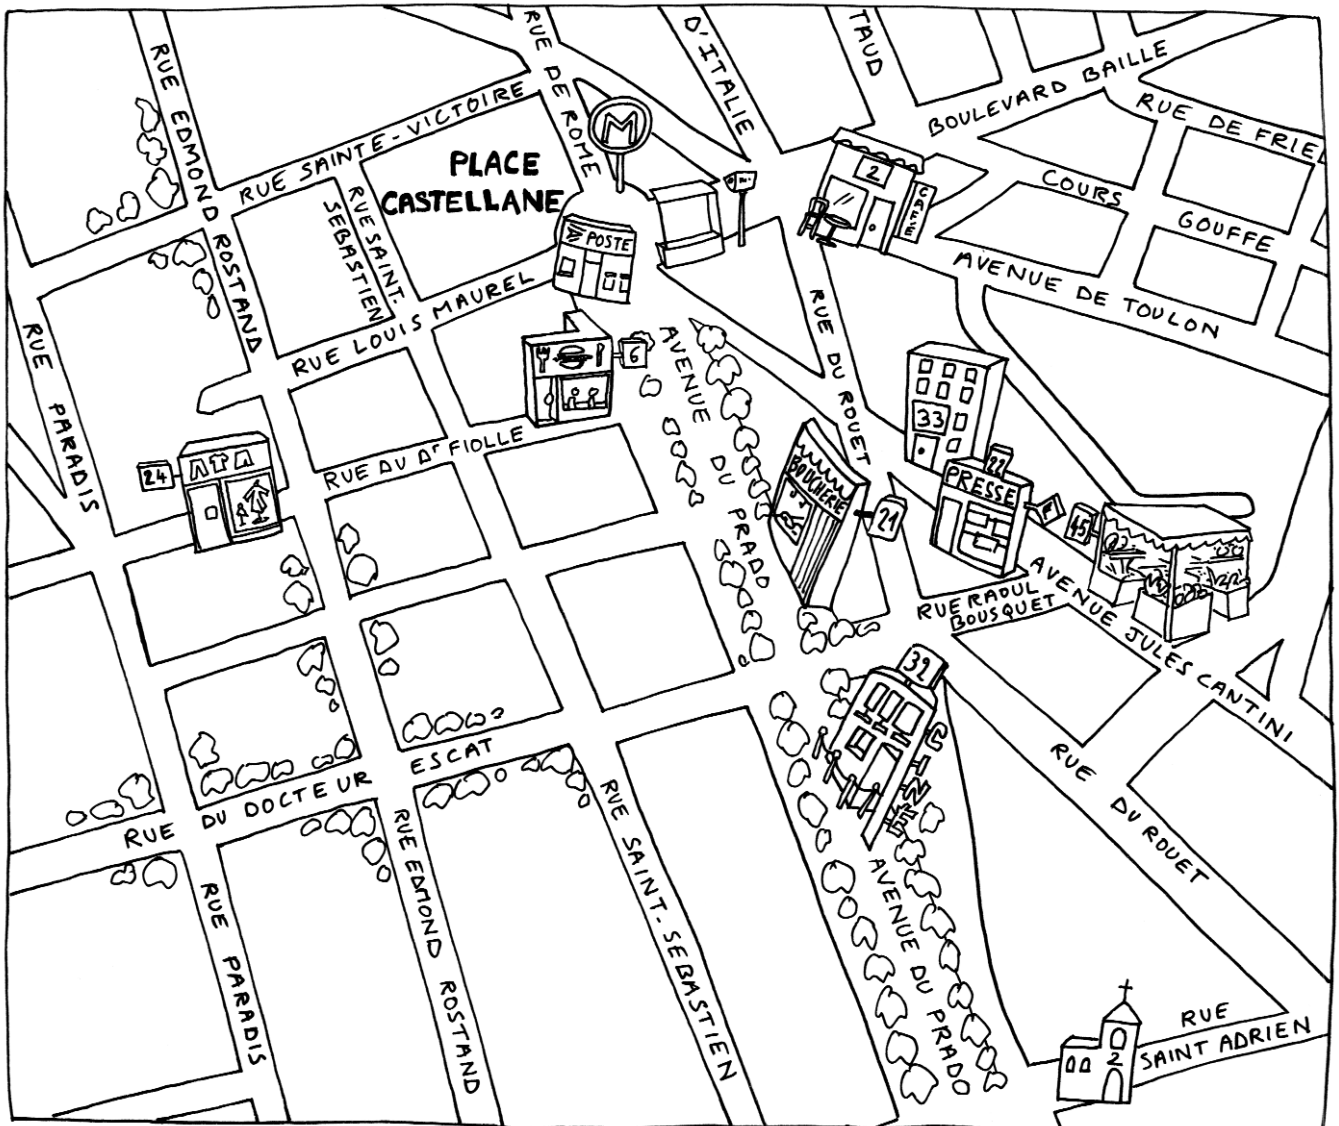 RUE EDMOND ROSTAND
RUE SAINTE-VICTOIRE
RUE DE ROME
D'ITALIE
TAUD
BOULEVARD BAILLE
RUE DE FRIE
M
PLACE
CASTELLANE
RUE SAINT-
SEBASTIEN
POSTE
2
CAFE
COURS
GOUFFE
AVENUE DE TOULON
RUE LOUIS MAUREL
RUE PARADIS
6
AVENUE DU PRADO
RUE DU ROUET
33
22
PRESSE
45
24
RUE DU Dr FIOLLE
BOUCHERIE
21
RUE RAOUL
BOUSQUET
AVENUE JULES CANTINI
39
CINE
RUE DU DOCTEUR ESCAT
RUE DU ROUET
RUE PARADIS
RUE EDMOND ROSTAND
RUE SAINT-SEBASTIEN
AVENUE DU PRADO
2
RUE
SAINT ADRIEN